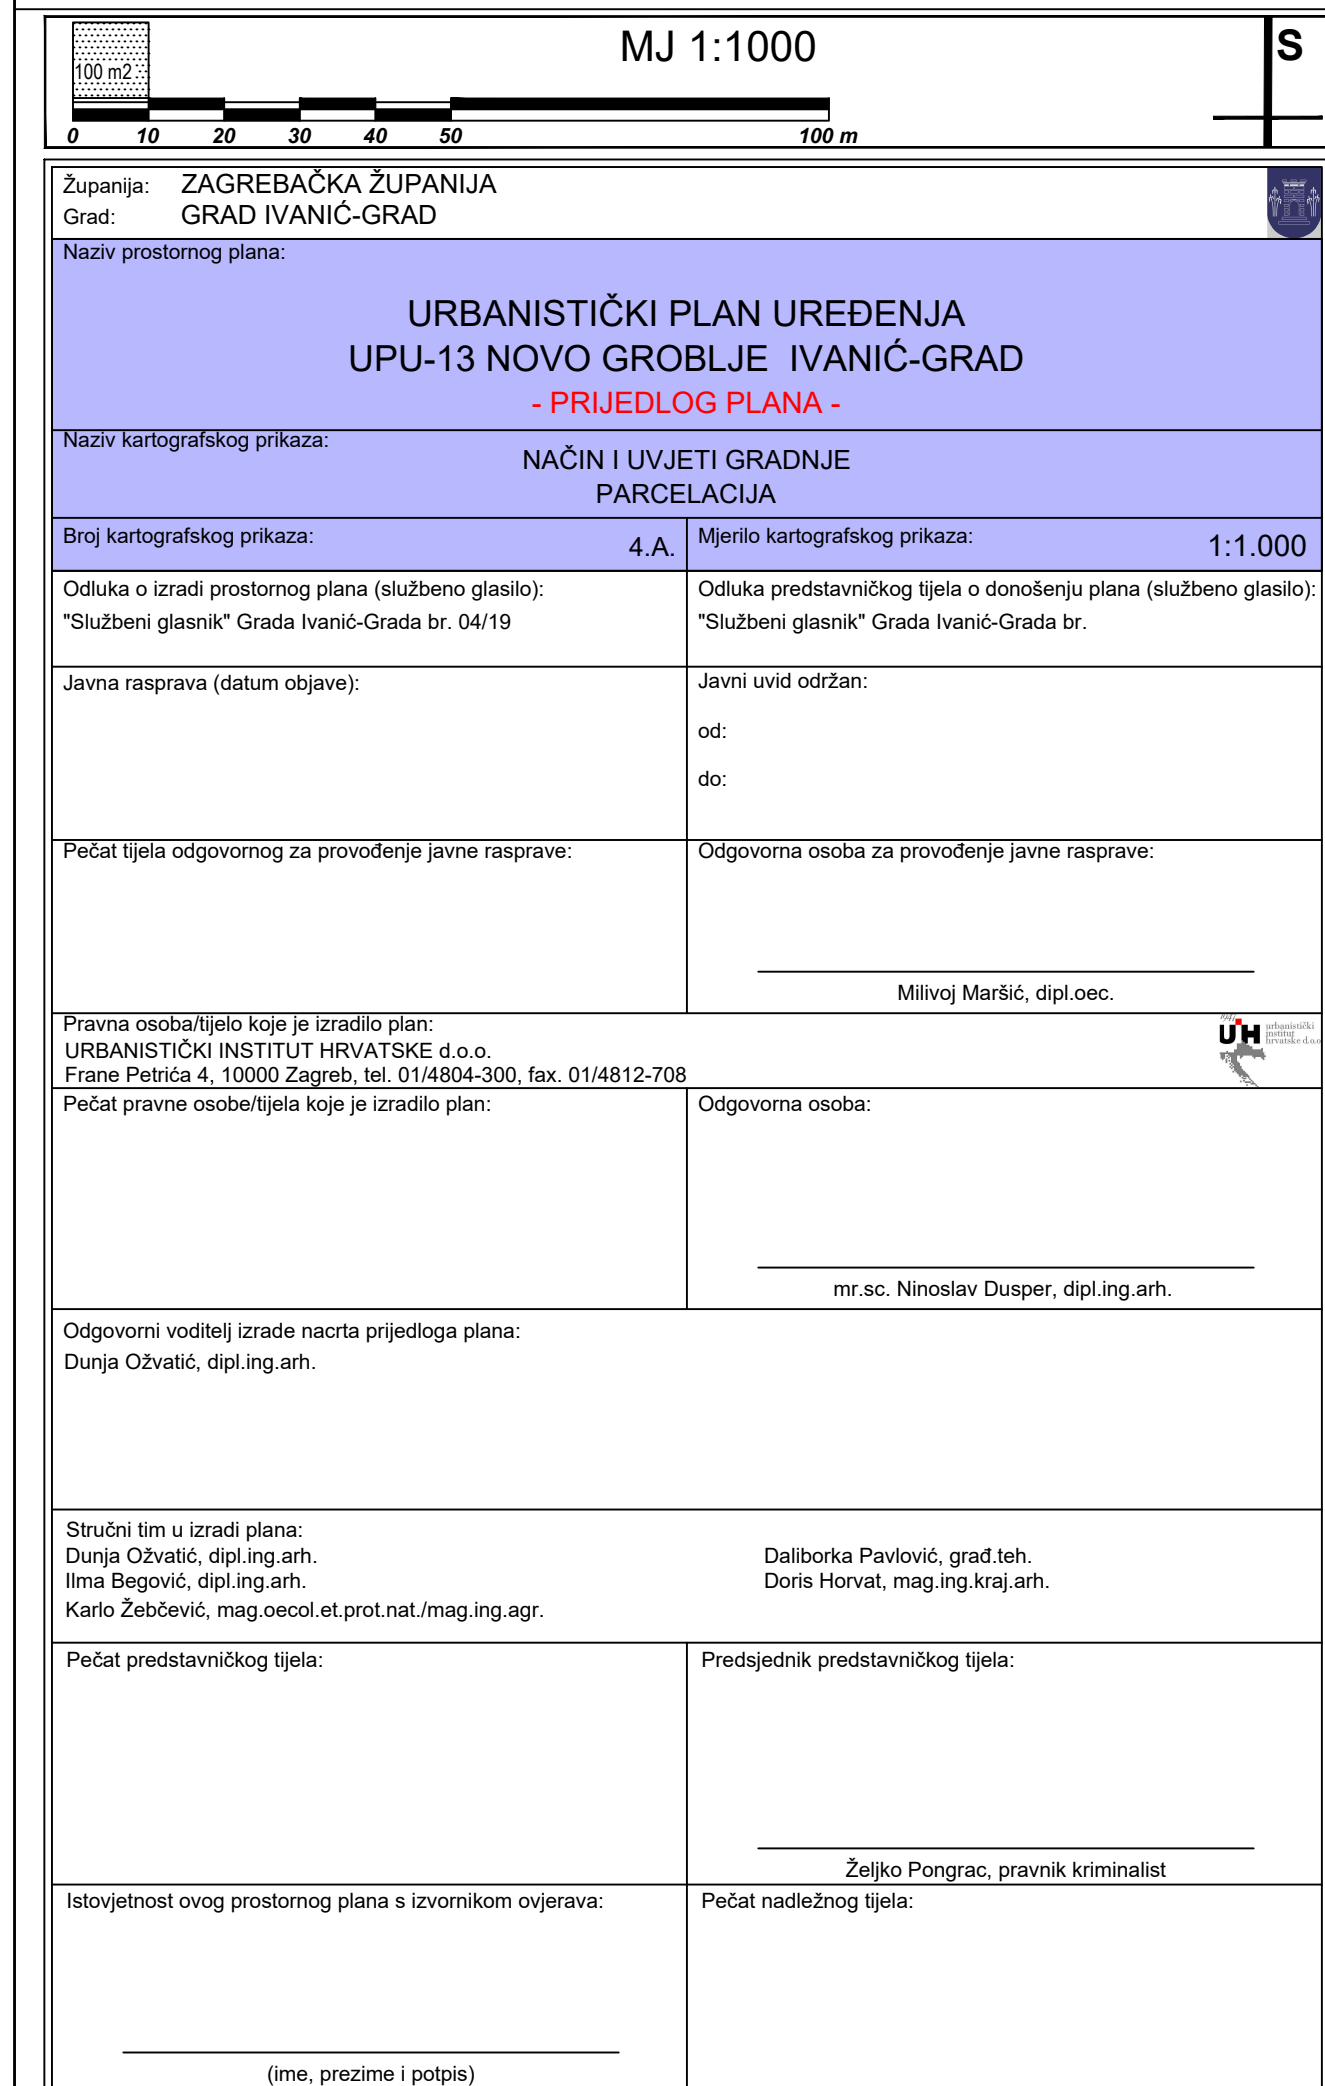 MJ 1:1000
S
100 m2
0 10 20 30 40 50 100 m
Županija: ZAGREBAČKA ŽUPANIJA
Grad: GRAD IVANIĆ-GRAD
Naziv prostornog plana:
URBANISTIČKI PLAN UREĐENJA
UPU-13 NOVO GROBLJE IVANIĆ-GRAD
- PRIJEDLOG PLANA -
Naziv kartografskog prikaza:
NAČIN I UVJETI GRADNJE
PARCELACIJA
Broj kartografskog prikaza: 4.A.
Mjerilo kartografskog prikaza: 1:1.000
Odluka o izradi prostornog plana (službeno glasilo):
"Službeni glasnik" Grada Ivanić-Grada br. 04/19
Odluka predstavničkog tijela o donošenju plana (službeno glasilo):
"Službeni glasnik" Grada Ivanić-Grada br.
Javna rasprava (datum objave):
Javni uvid održan:
od:
do:
Pečat tijela odgovornog za provođenje javne rasprave:
Odgovorna osoba za provođenje javne rasprave:
Milivoj Maršić, dipl.oec.
Pravna osoba/tijelo koje je izradilo plan:
URBANISTIČKI INSTITUT HRVATSKE d.o.o.
Frane Petrića 4, 10000 Zagreb, tel. 01/4804-300, fax. 01/4812-708
1947
UIH
urbanistički
institut
hrvatske d.o.o
Pečat pravne osobe/tijela koje je izradilo plan:
Odgovorna osoba:
mr.sc. Ninoslav Dusper, dipl.ing.arh.
Odgovorni voditelj izrade nacrta prijedloga plana:
Dunja Ožvatić, dipl.ing.arh.
Stručni tim u izradi plana:
Dunja Ožvatić, dipl.ing.arh.
Ilma Begović, dipl.ing.arh.
Karlo Žebčević, mag.oecol.et.prot.nat./mag.ing.agr.
Daliborka Pavlović, građ.teh.
Doris Horvat, mag.ing.kraj.arh.
Pečat predstavničkog tijela:
Predsjednik predstavničkog tijela:
Željko Pongrac, pravnik kriminalist
Istovjetnost ovog prostornog plana s izvornikom ovjerava:
(ime, prezime i potpis)
Pečat nadležnog tijela: